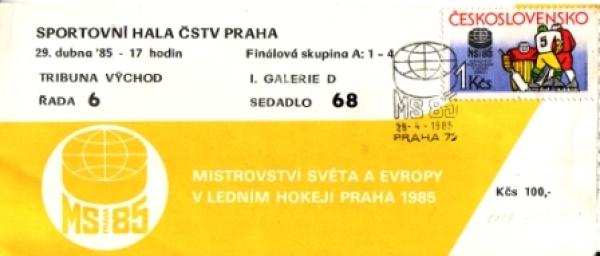 SPORTOVNÍ HALA ČSTV PRAHA
29. dubna '85 - 17 hodin
Finálová skupina A: 1 - 4
TRIBUNA VÝCHOD
I. GALERIE D
ŘADA 6
SEDADLO 68
ČESKOSLOVENSKO
MS 85
1 Kčs
5
MS 85
29-4-1985
PRAHA 72
MISTROVSTVÍ SVĚTA A EVROPY
V LEDNÍM HOKEJI PRAHA 1985
Kčs 100,-
MS PRAHA 85